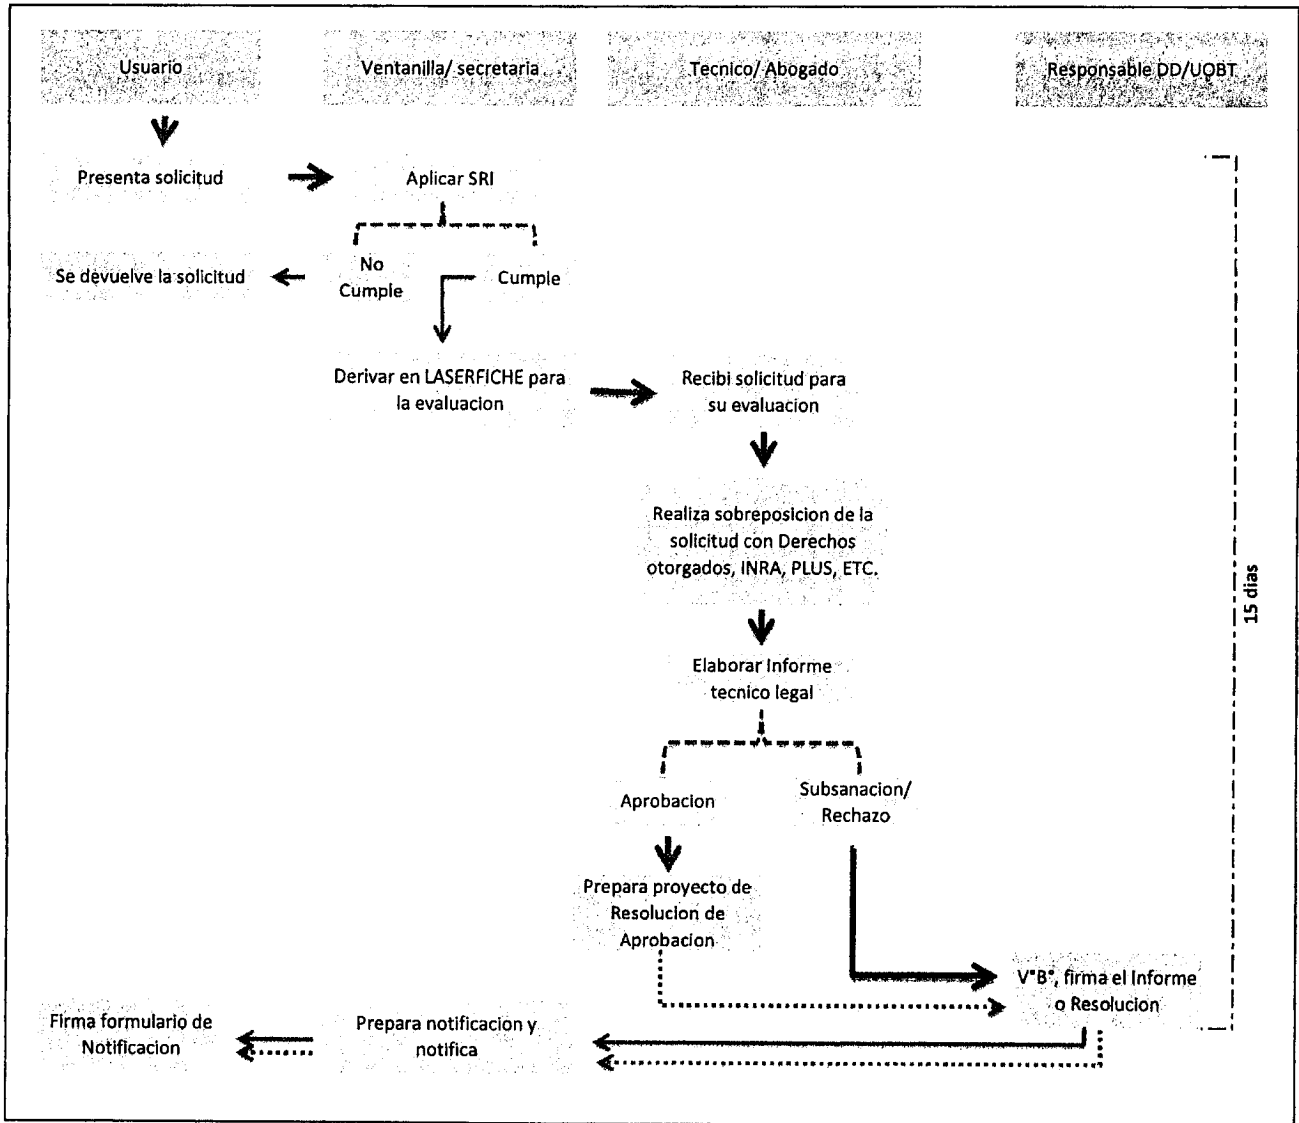 Usuario
Ventanilla/ secretaria
Tecnico/ Abogado
Responsable DD/UOBT
Presenta solicitud
Aplicar SRI
Se devuelve la solicitud
No
Cumple
Cumple
Derivar en LASERFICHE para
la evaluacion
Recibi solicitud para
su evaluacion
Realiza sobreposicion de la
solicitud con Derechos
otorgados, INRA, PLUS, ETC.
15 dias
Elaborar Informe
tecnico legal
Aprobacion
Subsanacion/
Rechazo
Prepara proyecto de
Resolucion de
Aprobacion
V°B°, firma el Informe
o Resolucion
Prepara notificacion y
notifica
Firma formulario de
Notificacion